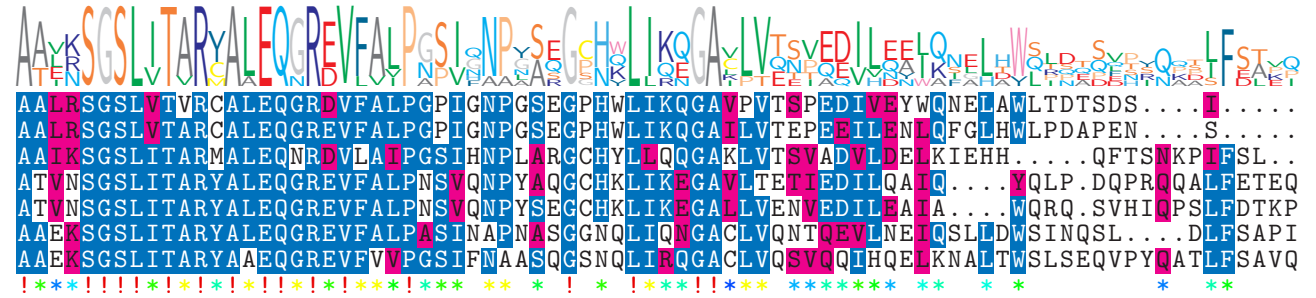 AALRSGSLVTVRCALEQGRDVFALPGPIGNPGSEGPHWLIKQGAVPVTSPEDIVEYWQNELAWLTDTSDS....I.....
AALRSGSLVTARCALEQGREVFALPGPIGNPGSEGPHWLIKQGAILVTEPEEILENLQFGLHWLPDAPEN....S.....
AAIKSGSLITARMALEQNRDVLAIPGSIHNPLARGCHYLLQQGAKLVTSVADVLDELKIEHH.....QFTSNKPIFSL..
ATVNSGSLITARYALEQGREVFALPNSVQNPYAQGCHKLIKEGAVLTETIEDILQAIQ....YQLP.DQPRQQALFETEQ
ATVNSGSLITARYALEQGREVFALPNSVQNPYSEGCHKLIKEGALLVENVEDILEAIA....WQRQ.SVHIQPSLFDTKP
AAEKSGSLITARYALEQGREVFALPASINAPNASGGNQLIQNGACLVQNTQEVLNEIQSLLDWSINQSL....DLFSAPI
AAEKSGSLITARYAAEQGREVFVVPGSIFNAASQGSNQLIRQGACLVQSVQQIHQELKNALTWSLSEQVPYQATLFSAVQ
!***!!!!*!*!*!*!!*!*!***!*** ** * ! * !***!!*** ******* ** * * * **